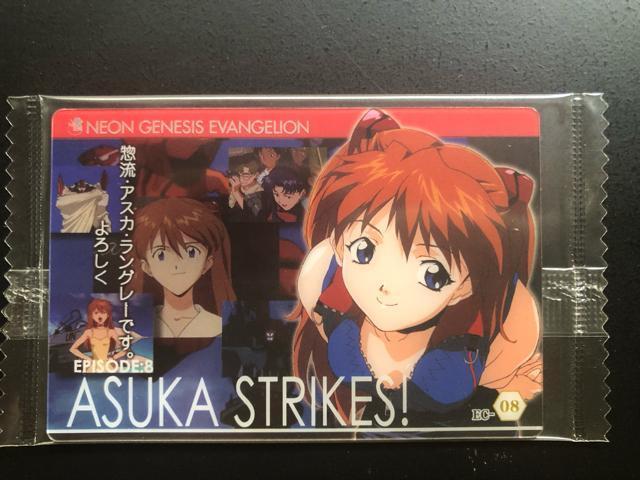 NEON GENESIS EVANGELION
惣流・アスカ・ラングレーです。
よろしく
EPISODE:8
ASUKA STRIKES!
EC-08